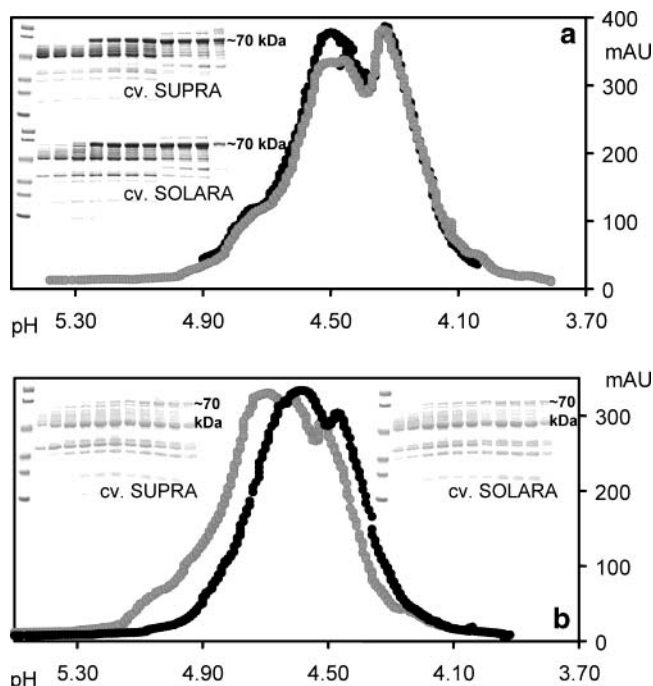 a
400
mAU
~70 kDa
300
cv. SUPRA
200
~70 kDa
100
cv. SOLARA
0
pH 5.30 4.90 4.50 4.10 3.70
mAU
~70 ~70
kDa kDa
300
cv. SUPRA cv. SOLARA
200
100
b
0
pH 5.30 4.90 4.50 4.10 3.70